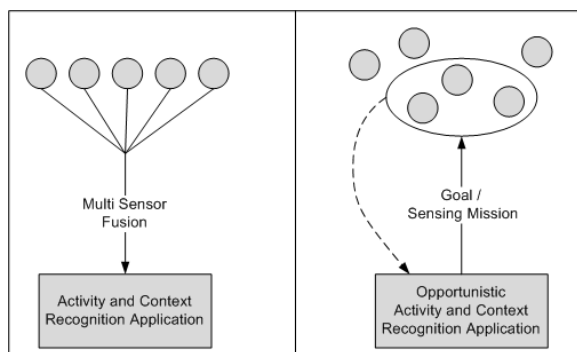 Multi Sensor
Fusion
Activity and Context
Recognition Application
Goal /
Sensing Mission
Opportunistic
Activity and Context
Recognition Application